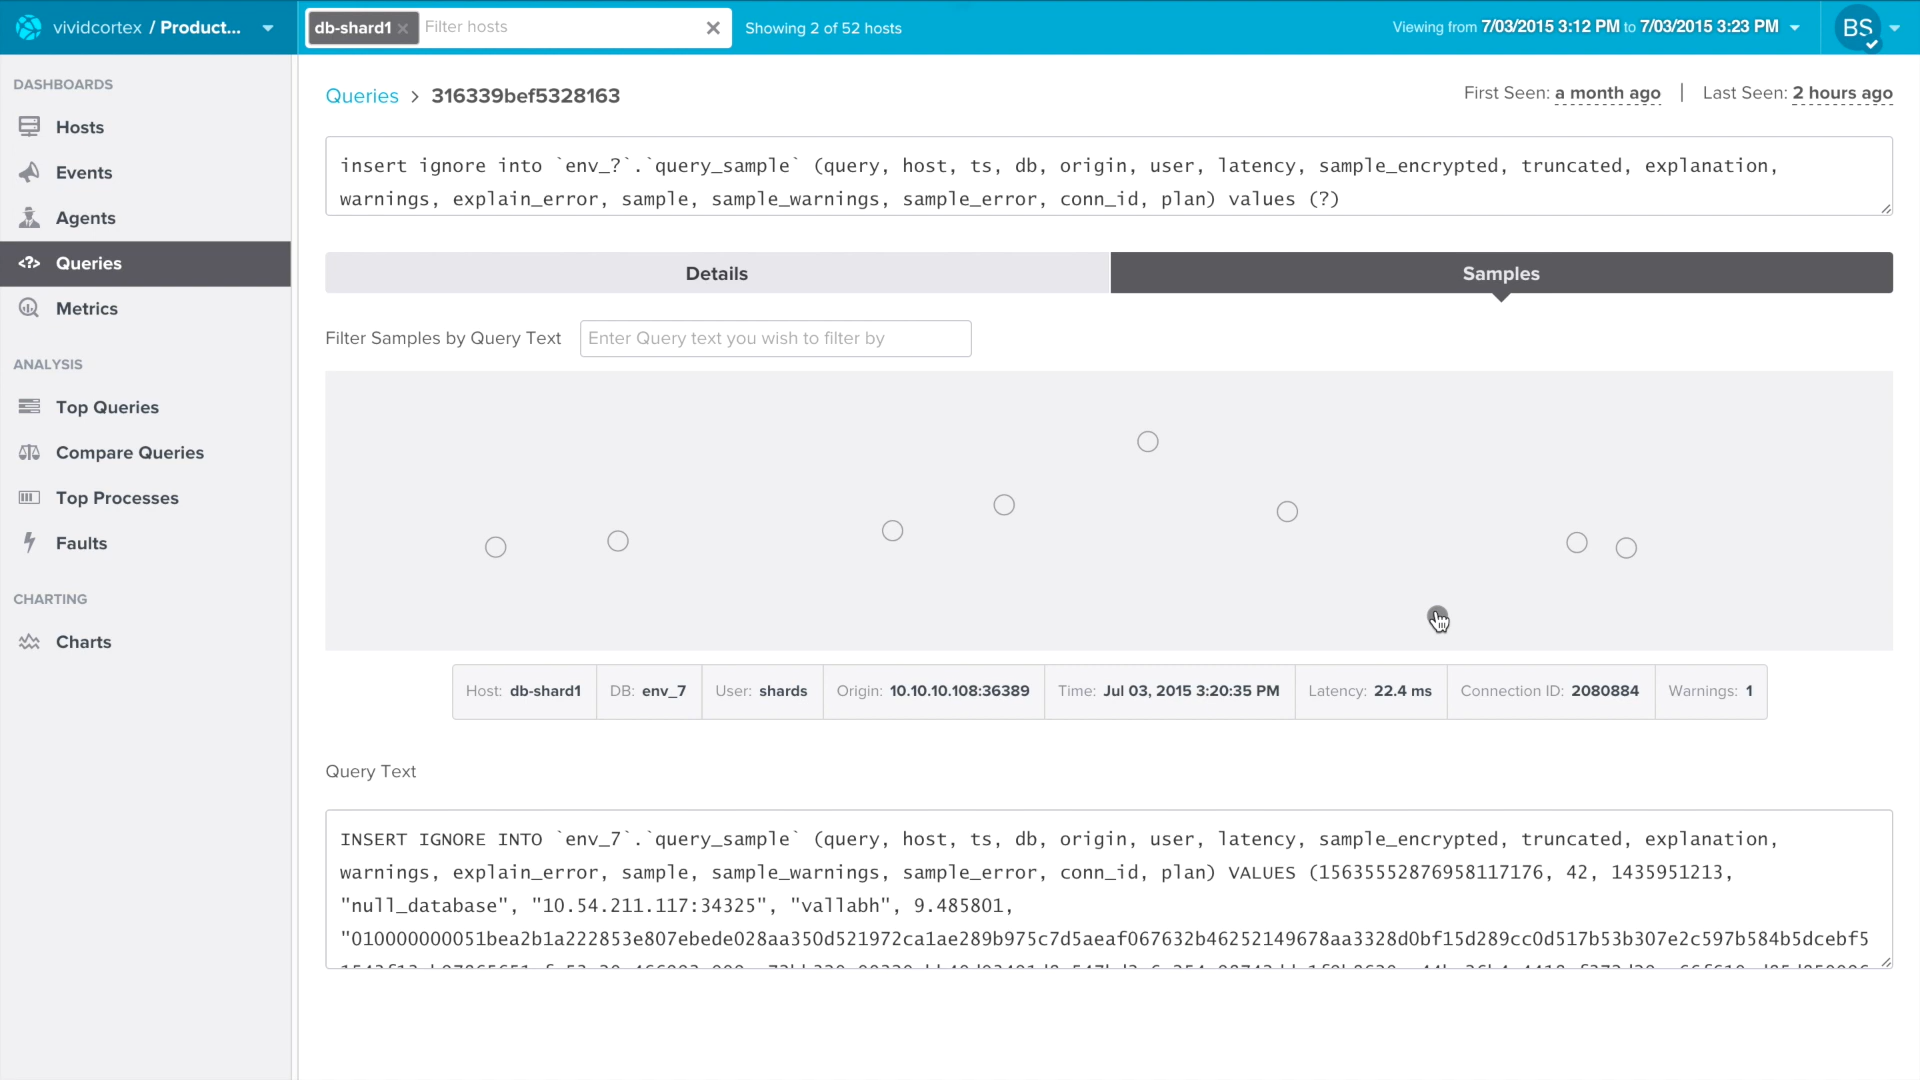 vividcortex / Product...
db-shard1 × Filter hosts ×
Showing 2 of 52 hosts
Viewing from 7/03/2015 3:12 PM to 7/03/2015 3:23 PM
BS
DASHBOARDS
Hosts
Events
Agents
Queries
Metrics
ANALYSIS
Top Queries
Compare Queries
Top Processes
Faults
CHARTING
Charts
Queries > 316339bef5328163
First Seen: a month ago | Last Seen: 2 hours ago
insert ignore into `env_?`.`query_sample` (query, host, ts, db, origin, user, latency, sample_encrypted, truncated, explanation,
warnings, explain_error, sample, sample_warnings, sample_error, conn_id, plan) values (?)
Details
Samples
Filter Samples by Query Text
Enter Query text you wish to filter by
Host: db-shard1
DB: env_7
User: shards
Origin: 10.10.10.108:36389
Time: Jul 03, 2015 3:20:35 PM
Latency: 22.4 ms
Connection ID: 2080884
Warnings: 1
Query Text
INSERT IGNORE INTO `env_7`.`query_sample` (query, host, ts, db, origin, user, latency, sample_encrypted, truncated, explanation,
warnings, explain_error, sample, sample_warnings, sample_error, conn_id, plan) VALUES (15635552876958117176, 42, 1435951213,
"null_database", "10.54.211.117:34325", "vallabh", 9.485801,
"010000000051bea2b1a222853e807ebede028aa350d521972ca1ae289b975c7d5aeaf067632b46252149678aa3328d0bf15d289cc0d517b53b307e2c597b584b5dcebf5